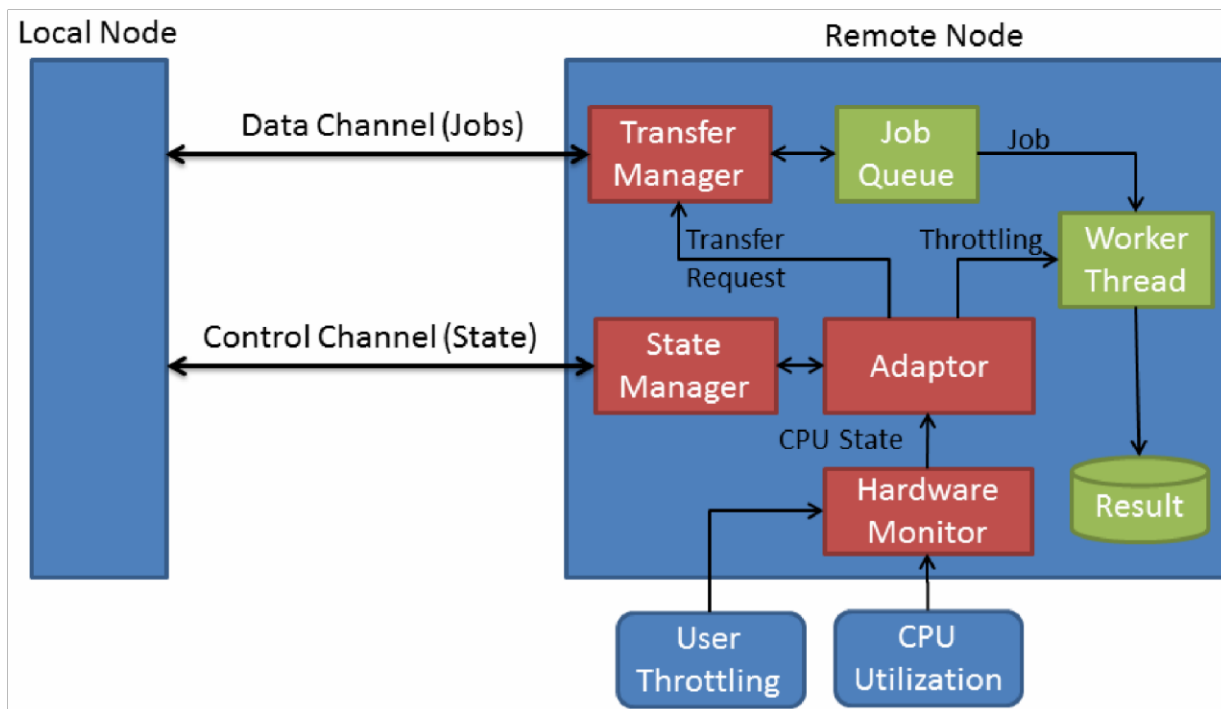 Local Node
Remote Node
Data Channel (Jobs)
Transfer
Manager
Job
Queue
Job
Transfer
Request
Throttling
Worker
Thread
Control Channel (State)
State
Manager
Adaptor
CPU State
Hardware
Monitor
Result
User
Throttling
CPU
Utilization